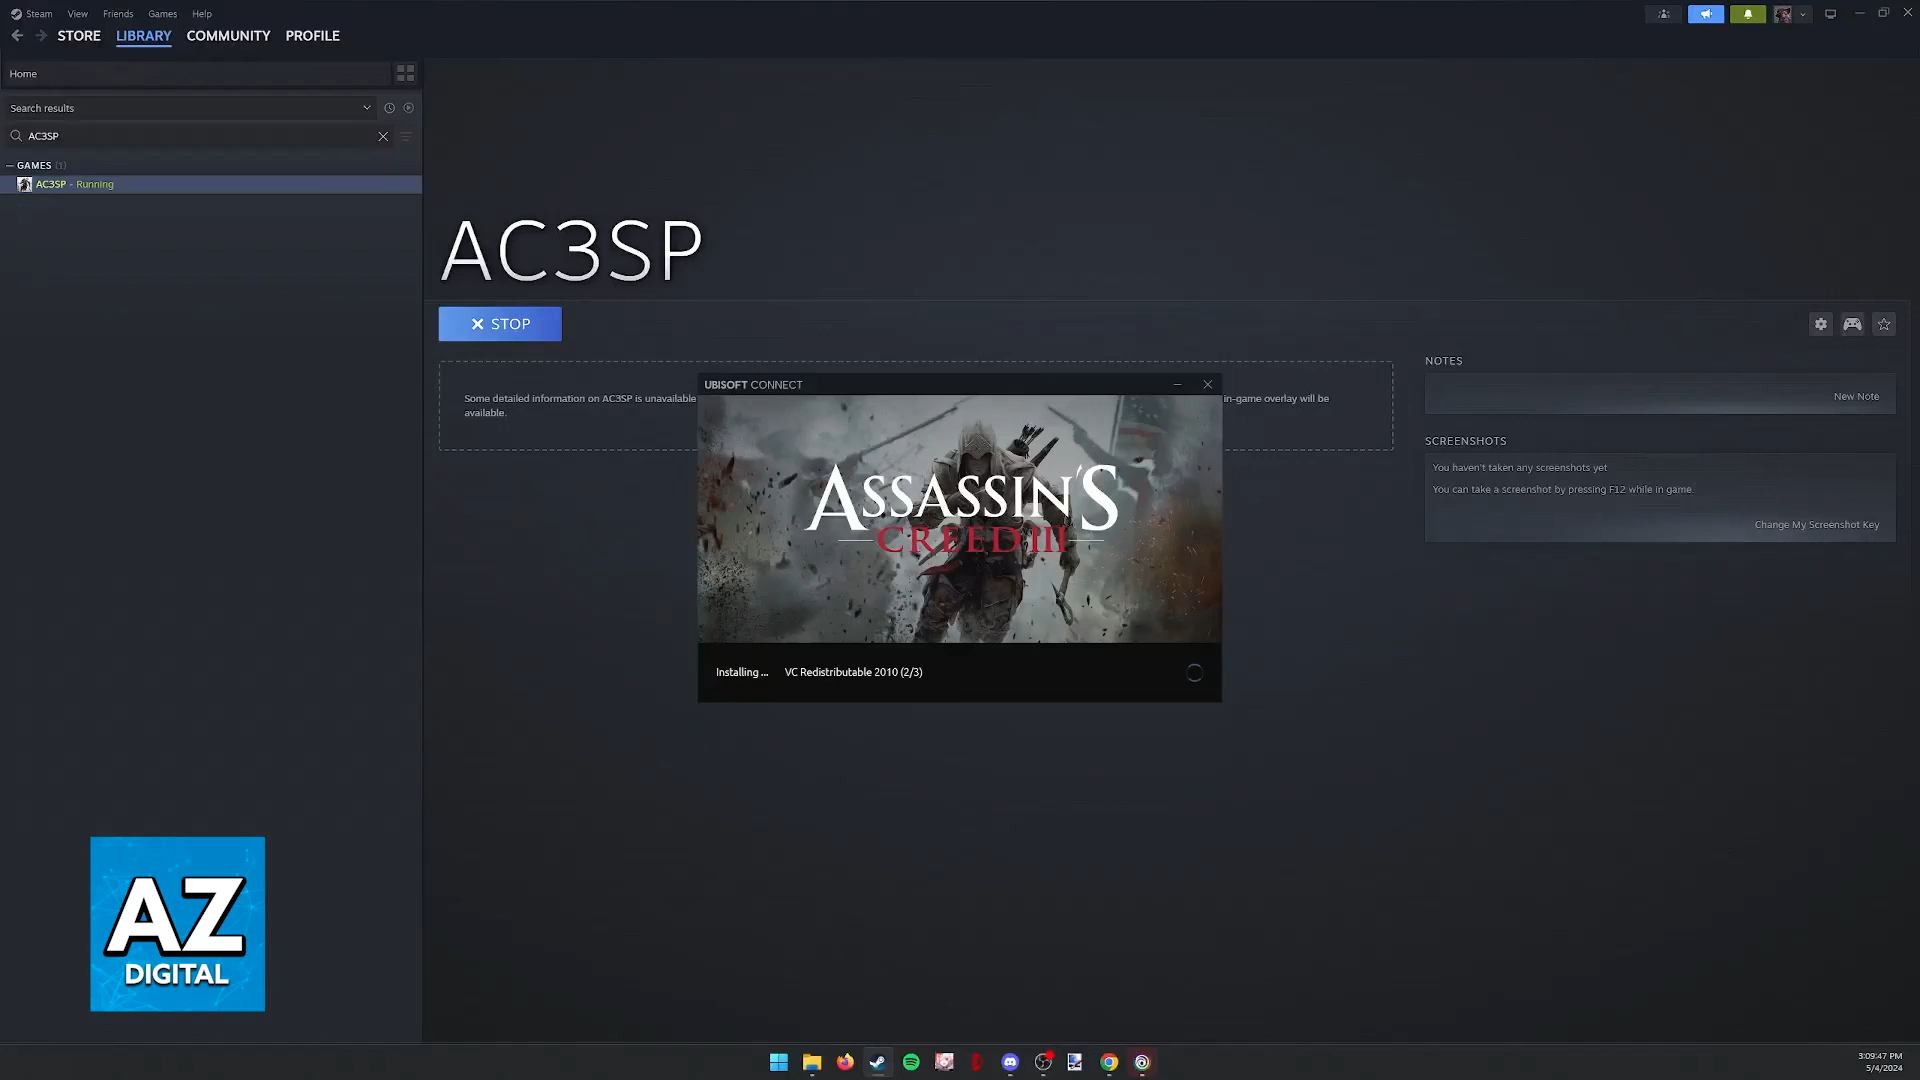 Steam View Friends Games Help
STORE LIBRARY COMMUNITY PROFILE
Home
Search results
AC3SP
GAMES (1)
AC3SP - Running
AC3SP
STOP
NOTES
Some detailed information on AC3SP is unavailable
in-game overlay will be
available.
New Note
SCREENSHOTS
You haven't taken any screenshots yet
You can take a screenshot by pressing F12 while in game.
Change My Screenshot Key
UBISOFT CONNECT
ASSASSIN'S
CREED III
Installing ... VC Redistributable 2010 (2/3)
AZ
DIGITAL
3:09:47 PM
5/4/2024